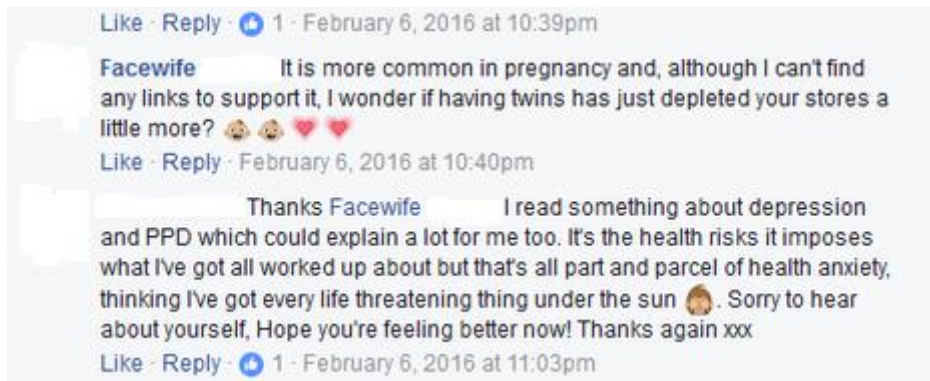 Like · Reply · 1 · February 6, 2016 at 10:39pm
Facewife It is more common in pregnancy and, although I can't find
any links to support it, I wonder if having twins has just depleted your stores a
little more? 👶🏼 👶🏼 💗 💗
Like · Reply · February 6, 2016 at 10:40pm
Thanks Facewife I read something about depression
and PPD which could explain a lot for me too. It's the health risks it imposes
what I've got all worked up about but that's all part and parcel of health anxiety,
thinking I've got every life threatening thing under the sun 🙈. Sorry to hear
about yourself, Hope you're feeling better now! Thanks again xxx
Like · Reply · 1 · February 6, 2016 at 11:03pm